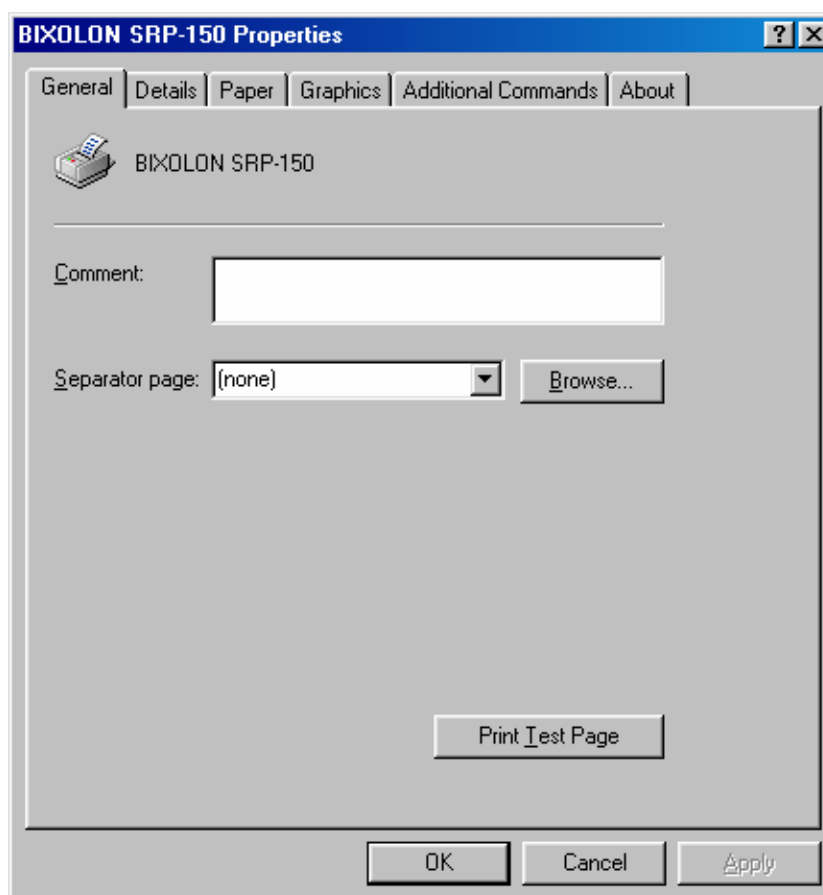 BIXOLON SRP-150 Properties
General Details Paper Graphics Additional Commands About
BIXOLON SRP-150
Comment:
Separator page: (none) Browse...
Print Test Page
OK Cancel Apply